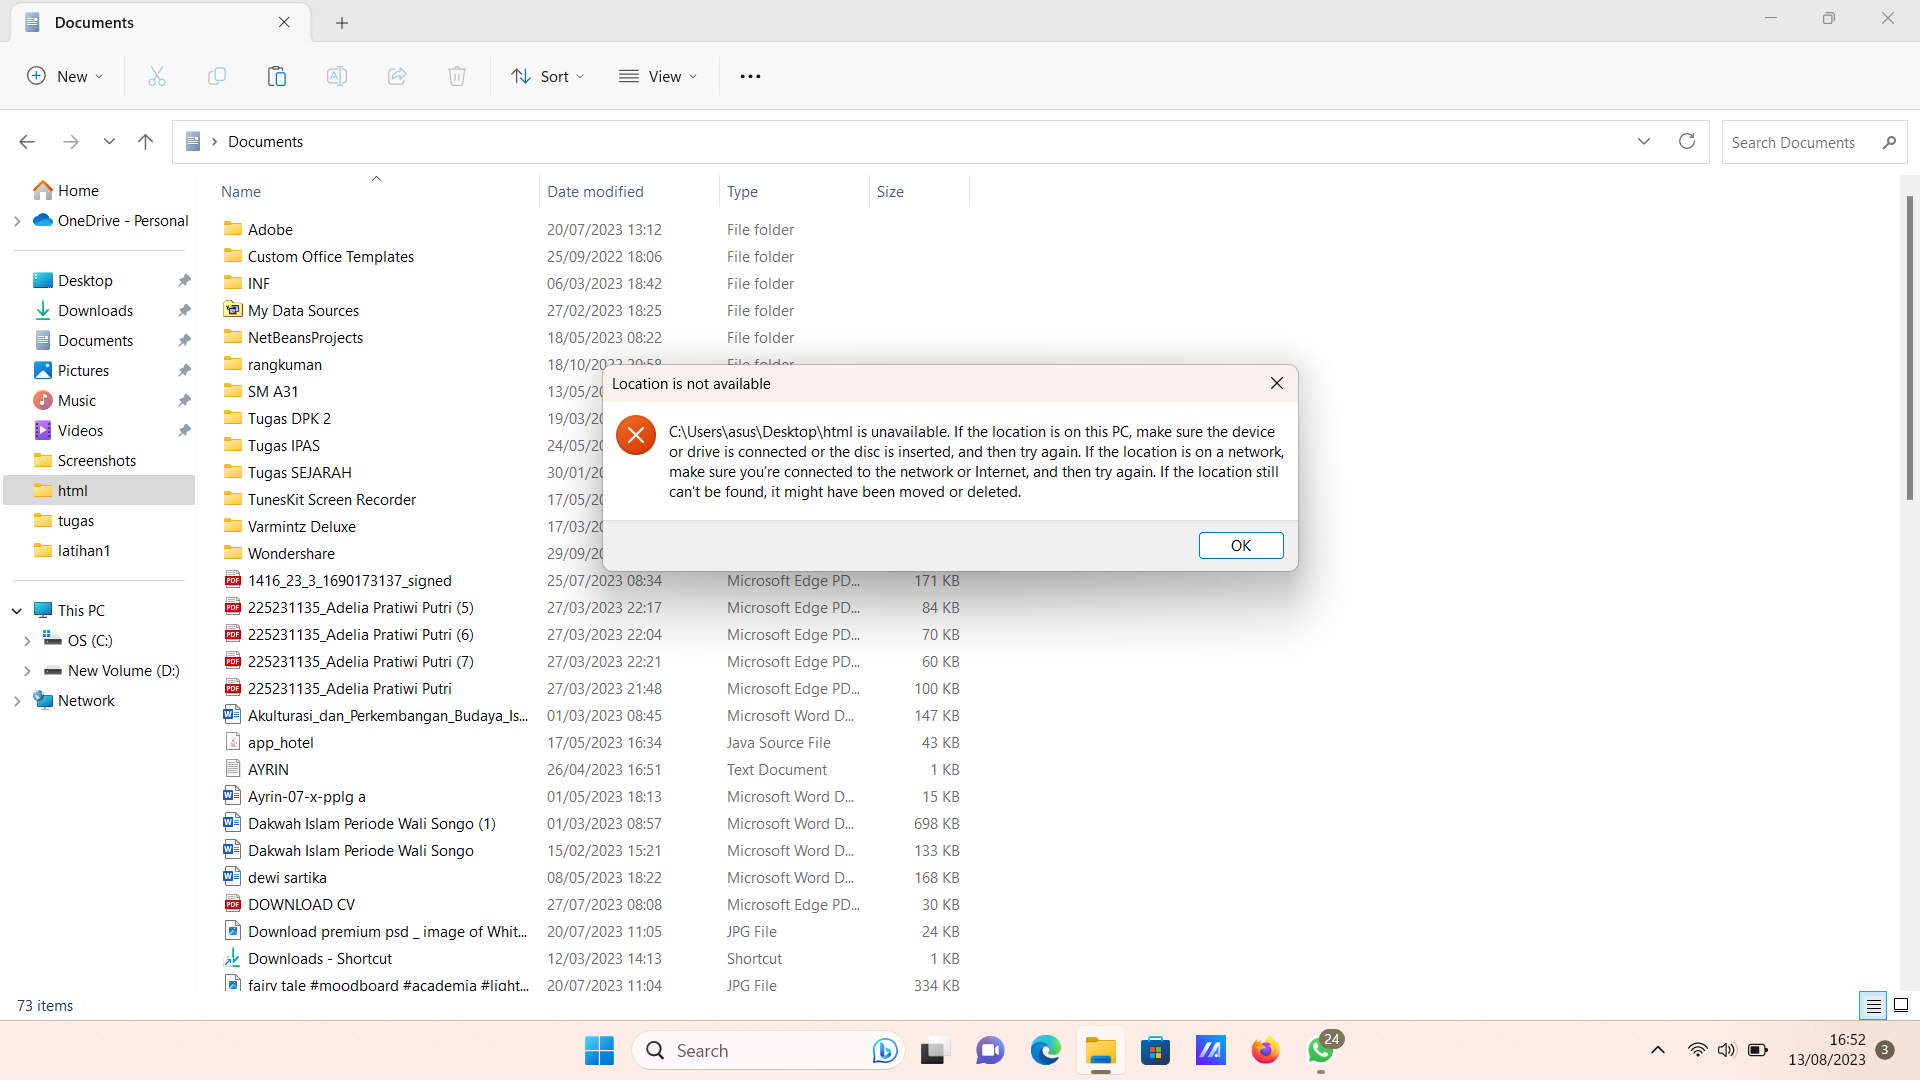 Documents
New
Sort
View
Documents
Search Documents
Home
OneDrive - Personal
Desktop
Downloads
Documents
Pictures
Music
Videos
Screenshots
html
tugas
latihan1
This PC
OS (C:)
New Volume (D:)
Network
Name Date modified Type Size
Adobe 20/07/2023 13:12 File folder
Custom Office Templates 25/09/2022 18:06 File folder
INF 06/03/2023 18:42 File folder
My Data Sources 27/02/2023 18:25 File folder
NetBeansProjects 18/05/2023 08:22 File folder
rangkuman 18/10/2022 20:58 File folder
SM A31 13/05/20
Tugas DPK 2 19/03/20
Tugas IPAS 24/05/20
Tugas SEJARAH 30/01/20
TunesKit Screen Recorder 17/05/20
Varmintz Deluxe 17/03/20
Wondershare 29/09/20
1416_23_3_1690173137_signed 25/07/2023 08:34 Microsoft Edge PD... 171 KB
225231135_Adelia Pratiwi Putri (5) 27/03/2023 22:17 Microsoft Edge PD... 84 KB
225231135_Adelia Pratiwi Putri (6) 27/03/2023 22:04 Microsoft Edge PD... 70 KB
225231135_Adelia Pratiwi Putri (7) 27/03/2023 22:21 Microsoft Edge PD... 60 KB
225231135_Adelia Pratiwi Putri 27/03/2023 21:48 Microsoft Edge PD... 100 KB
Akulturasi_dan_Perkembangan_Budaya_Is... 01/03/2023 08:45 Microsoft Word D... 147 KB
app_hotel 17/05/2023 16:34 Java Source File 43 KB
AYRIN 26/04/2023 16:51 Text Document 1 KB
Ayrin-07-x-pplg a 01/05/2023 18:13 Microsoft Word D... 15 KB
Dakwah Islam Periode Wali Songo (1) 01/03/2023 08:57 Microsoft Word D... 698 KB
Dakwah Islam Periode Wali Songo 15/02/2023 15:21 Microsoft Word D... 133 KB
dewi sartika 08/05/2023 18:22 Microsoft Word D... 168 KB
DOWNLOAD CV 27/07/2023 08:08 Microsoft Edge PD... 30 KB
Download premium psd _ image of Whit... 20/07/2023 11:05 JPG File 24 KB
Downloads - Shortcut 12/03/2023 14:13 Shortcut 1 KB
fairy tale #moodboard #academia #light... 20/07/2023 11:04 JPG File 334 KB
Location is not available
C:\Users\asus\Desktop\html is unavailable. If the location is on this PC, make sure the device
or drive is connected or the disc is inserted, and then try again. If the location is on a network,
make sure you're connected to the network or Internet, and then try again. If the location still
can't be found, it might have been moved or deleted.
OK
73 items
Search
24
16:52
13/08/2023
3